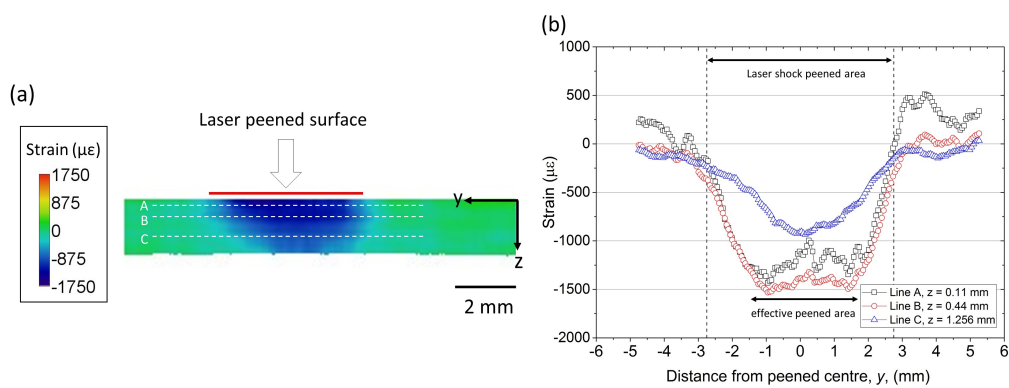 (a)
Strain (µε)
1750
875
0
-875
-1750
Laser peened surface
A
B
C
y
z
2 mm
(b)
Strain (µε)
1000
500
0
-500
-1000
-1500
-2000
Laser shock peened area
effective peened area
Line A, z = 0.11 mm
Line B, z = 0.44 mm
Line C, z = 1.256 mm
-6 -5 -4 -3 -2 -1 0 1 2 3 4 5 6
Distance from peened centre, y, (mm)